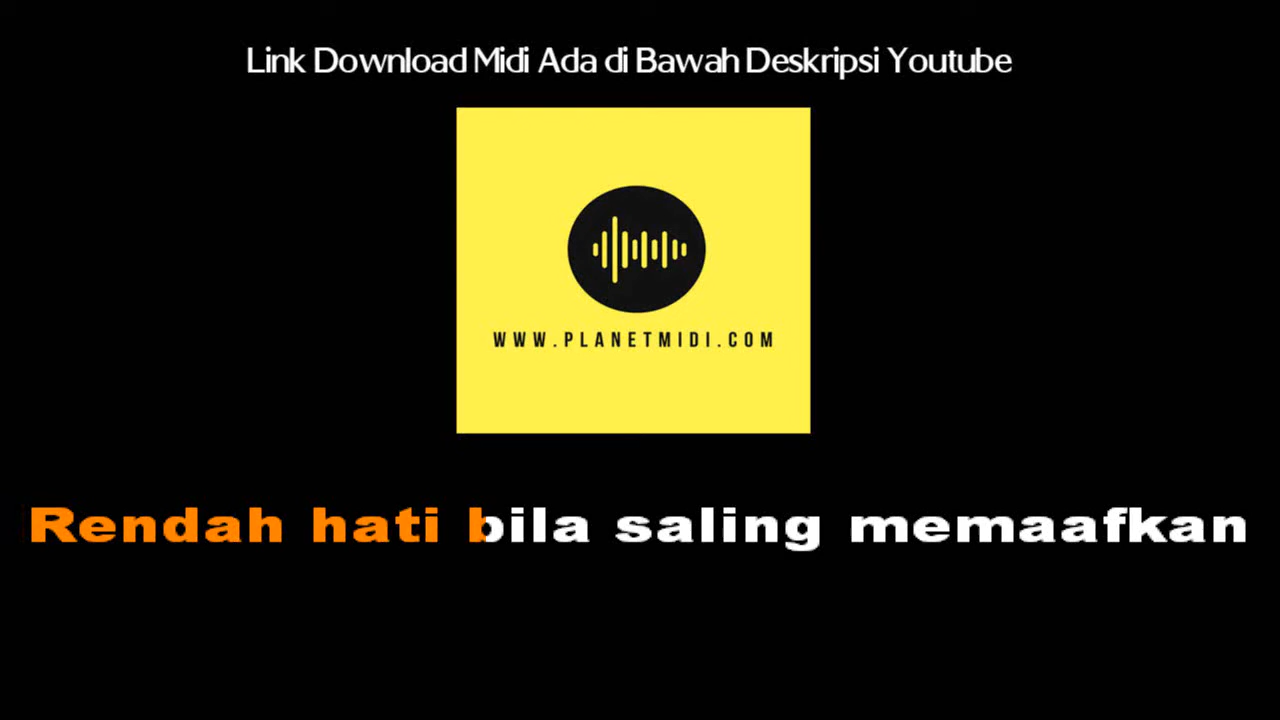 Link Download Midi Ada di Bawah Deskripsi Youtube
WWW.PLANETMIDI.COM
Rendah hati bila saling memaafkan